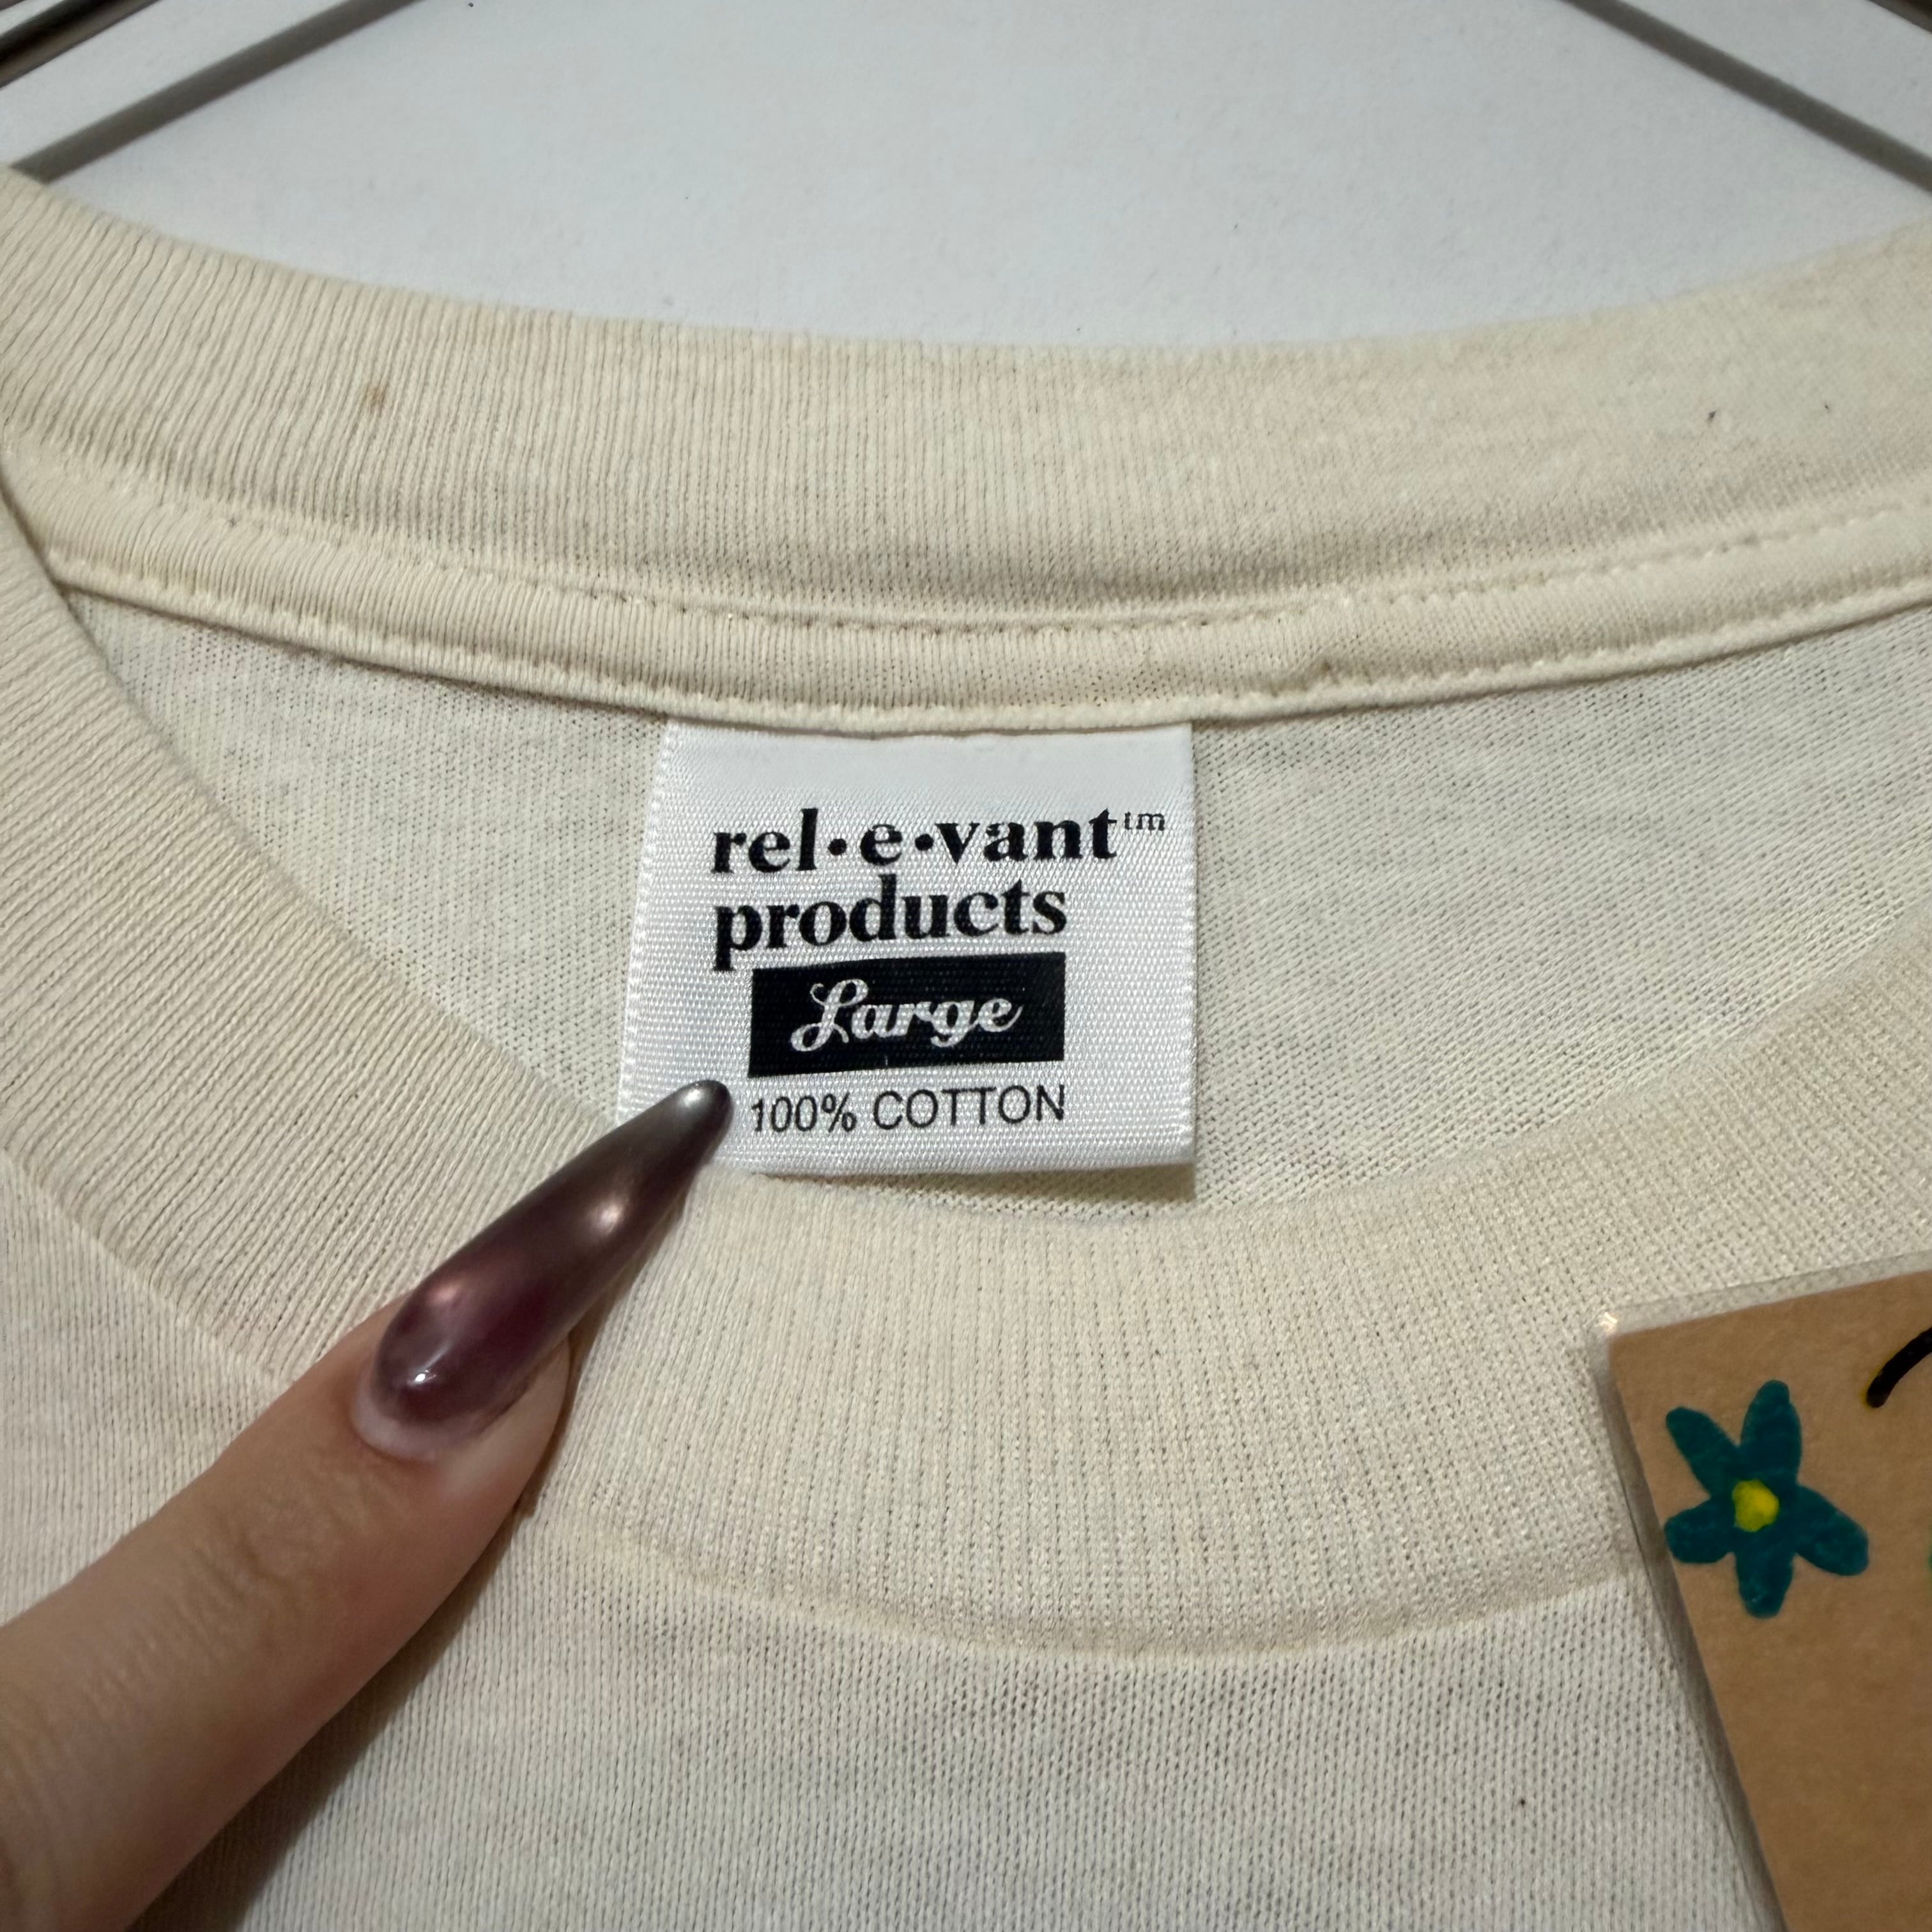 rel•e•vant™
products
Large
100% COTTON